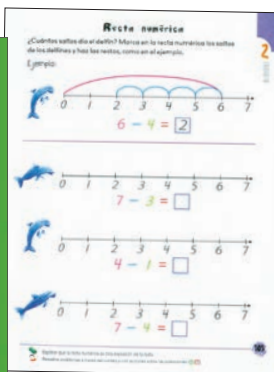 Recta numérica
¿Cuántos saltos dio el delfín? Marca en la recta numérica los saltos
de los delfines y haz las restas, como en el ejemplo.
Ejemplo:
0 1 2 3 4 5 6 7
6 - 4 = 2
0 1 2 3 4 5 6 7
7 - 3 =
0 1 2 3 4 5 6 7
4 - 1 =
0 1 2 3 4 5 6 7
7 - 4 =
2